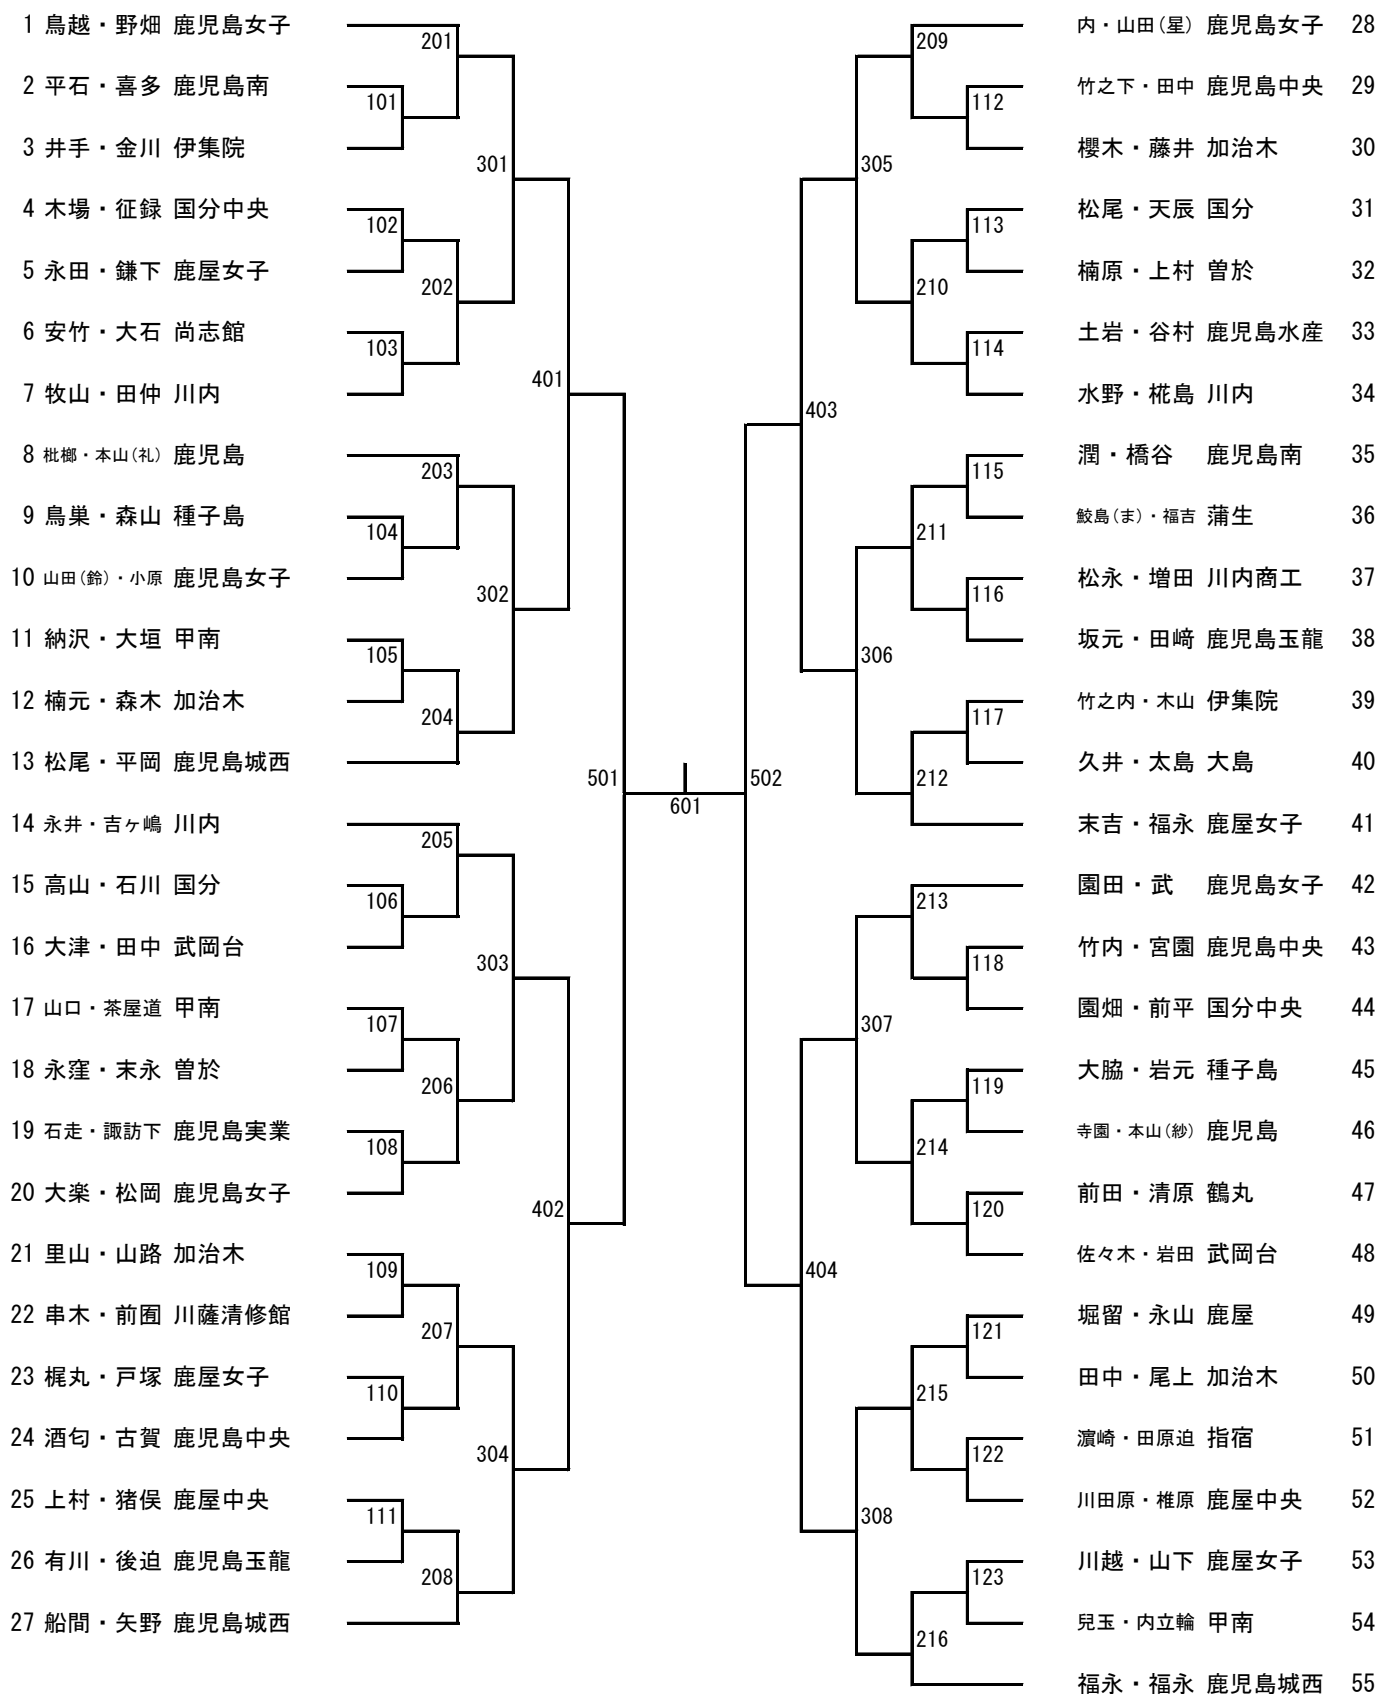 1 鳥越・野畑 鹿児島女子
2 平石・喜多 鹿児島南
3 井手・金川 伊集院
4 木場・征録 国分中央
5 永田・鎌下 鹿屋女子
6 安竹・大石 尚志館
7 牧山・田仲 川内
8 枇榔・本山(礼) 鹿児島
9 鳥巣・森山 種子島
10 山田(鈴)・小原 鹿児島女子
11 納沢・大垣 甲南
12 楠元・森木 加治木
13 松尾・平岡 鹿児島城西
14 永井・吉ヶ嶋 川内
15 高山・石川 国分
16 大津・田中 武岡台
17 山口・茶屋道 甲南
18 永窪・末永 曽於
19 石走・諏訪下 鹿児島実業
20 大楽・松岡 鹿児島女子
21 里山・山路 加治木
22 串木・前囿 川薩清修館
23 梶丸・戸塚 鹿屋女子
24 酒匂・古賀 鹿児島中央
25 上村・猪俣 鹿屋中央
26 有川・後迫 鹿児島玉龍
27 船間・矢野 鹿児島城西
201
101
301
102
202
103
401
203
104
302
105
204
501
205
106
303
107
206
108
402
109
207
110
304
111
208
601
502
209
112
305
113
210
114
403
115
211
116
306
117
212
213
118
307
119
214
120
404
121
215
122
308
123
216
内・山田(星) 鹿児島女子 28
竹之下・田中 鹿児島中央 29
櫻木・藤井 加治木 30
松尾・天辰 国分 31
楠原・上村 曽於 32
土岩・谷村 鹿児島水産 33
水野・椛島 川内 34
潤・橋谷 鹿児島南 35
鮫島(ま)・福吉 蒲生 36
松永・増田 川内商工 37
坂元・田﨑 鹿児島玉龍 38
竹之内・木山 伊集院 39
久井・太島 大島 40
末吉・福永 鹿屋女子 41
園田・武 鹿児島女子 42
竹内・宮園 鹿児島中央 43
園畑・前平 国分中央 44
大脇・岩元 種子島 45
寺園・本山(紗) 鹿児島 46
前田・清原 鶴丸 47
佐々木・岩田 武岡台 48
堀留・永山 鹿屋 49
田中・尾上 加治木 50
濵崎・田原迫 指宿 51
川田原・椎原 鹿屋中央 52
川越・山下 鹿屋女子 53
兒玉・内立輪 甲南 54
福永・福永 鹿児島城西 55